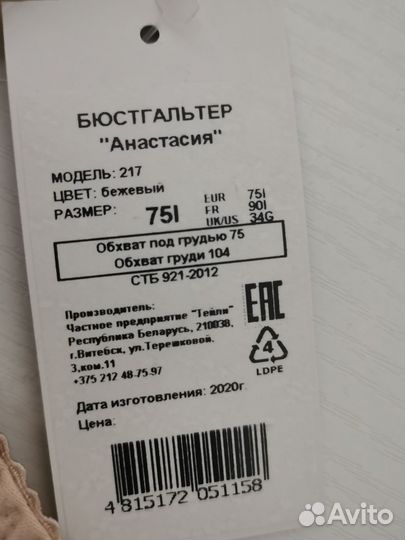 БЮСТГАЛЬТЕР
"Анастасия"
МОДЕЛЬ: 217
ЦВЕТ: бежевый
РАЗМЕР: 75I
EUR 75I
FR 90I
UK/US 34G
Обхват под грудью 75
Обхват груди 104
СТБ 921-2012
Производитель:
Частное предприятие "Тейли"
Республика Беларусь, 210038,
г.Витебск, ул.Терешковой,
3,ком.11
+375 212 48-75-97
EAC
4
LDPE
Дата изготовления: 2020г.
Цена:
4 815172 051158
Avito